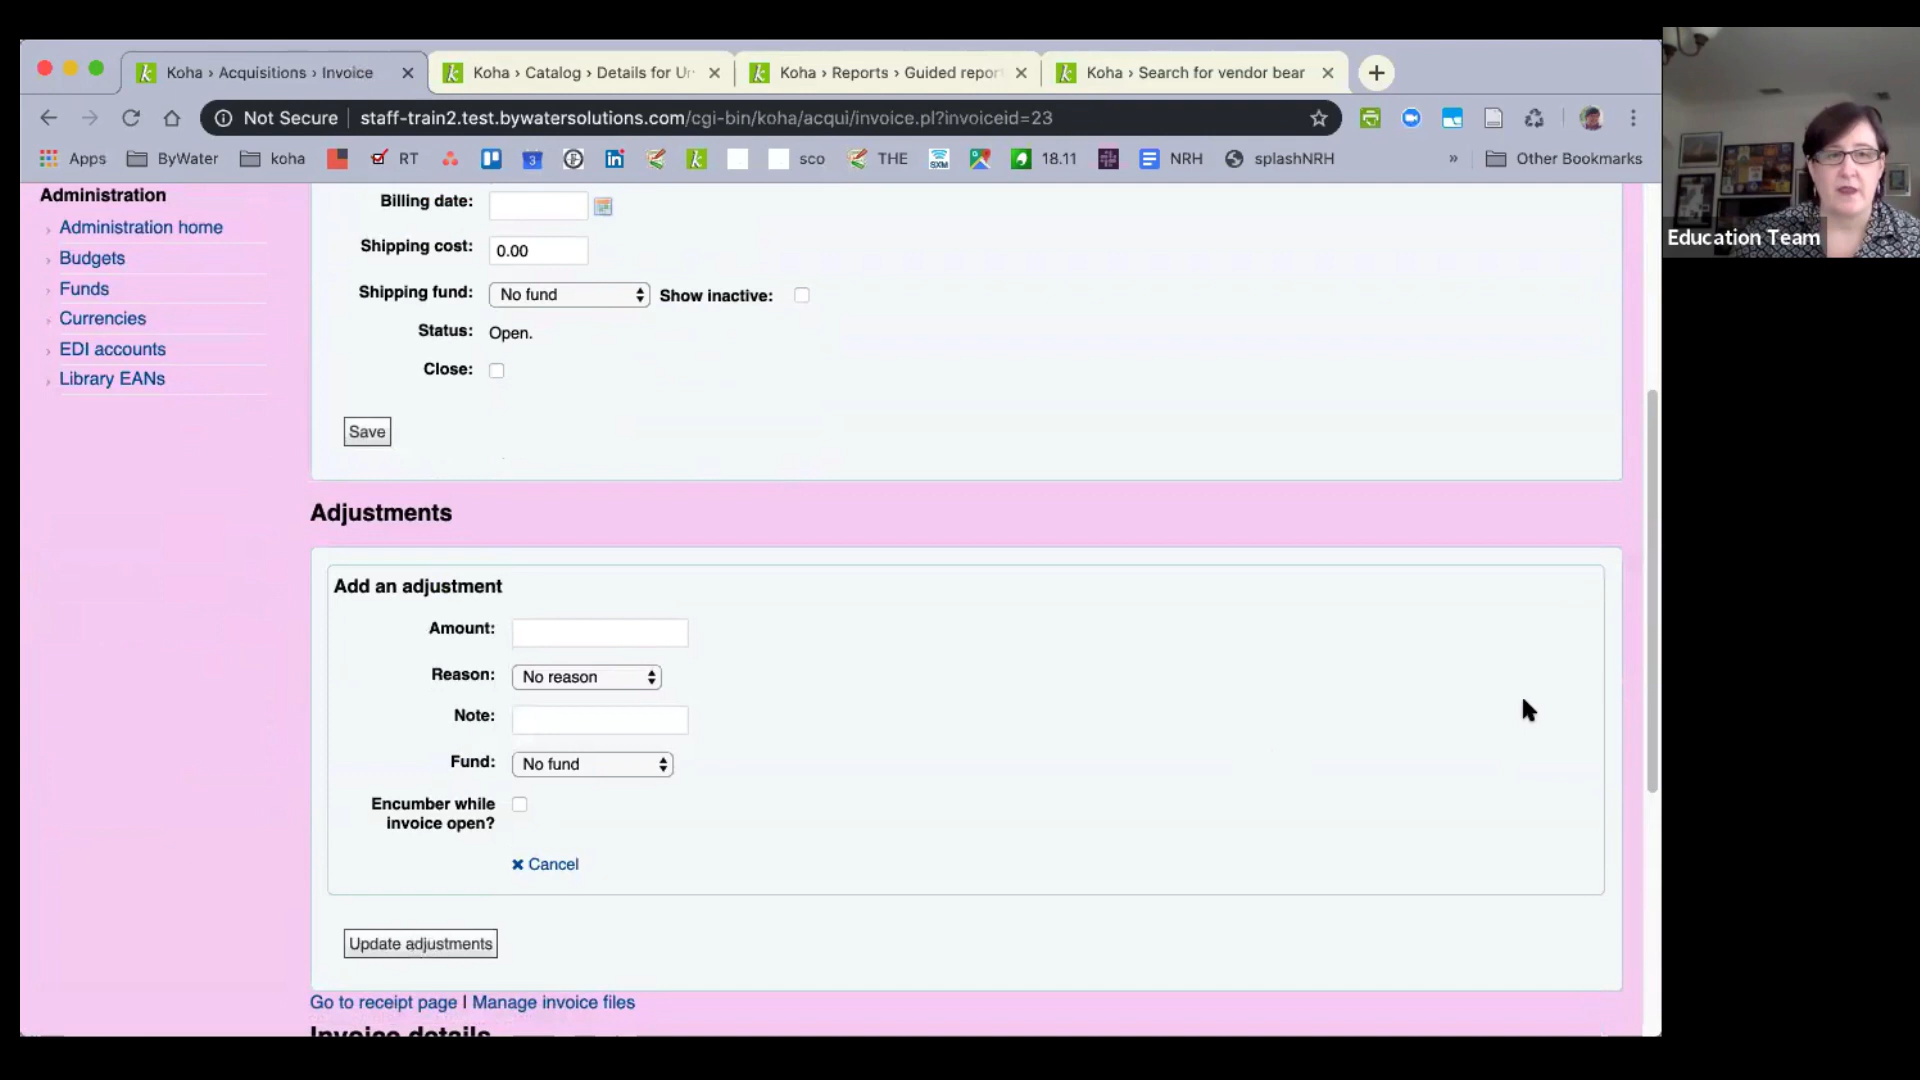 Koha › Acquisitions › Invoice
Koha › Catalog › Details for Ur
Koha › Reports › Guided repor
Koha › Search for vendor bear
Not Secure
staff-train2.test.bywatersolutions.com/cgi-bin/koha/acqui/invoice.pl?invoiceid=23
Apps
ByWater
koha
RT
sco
THE
18.11
NRH
splashNRH
»
Other Bookmarks
Education Team
Administration
Administration home
Budgets
Funds
Currencies
EDI accounts
Library EANs
Billing date:
Shipping cost: 0.00
Shipping fund: No fund Show inactive:
Status: Open.
Close:
Save
Adjustments
Add an adjustment
Amount:
Reason: No reason
Note:
Fund: No fund
Encumber while
invoice open?
Cancel
Update adjustments
Go to receipt page | Manage invoice files
Invoice details